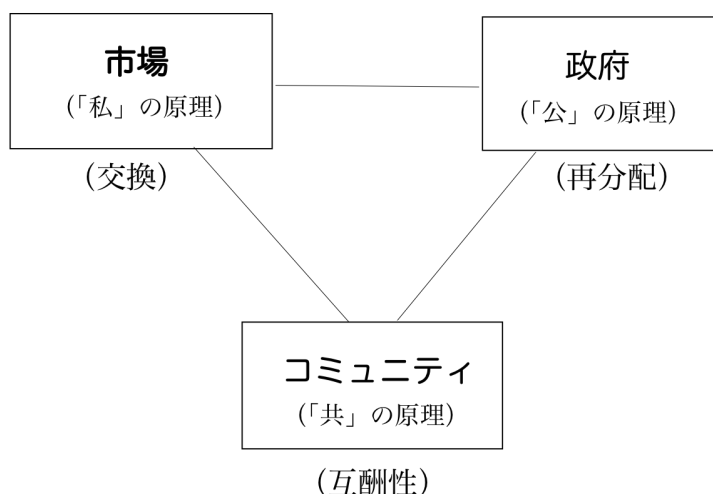 市場
（「私」の原理）
（交換）
政府
（「公」の原理）
（再分配）
コミュニティ
（「共」の原理）
（互酬性）